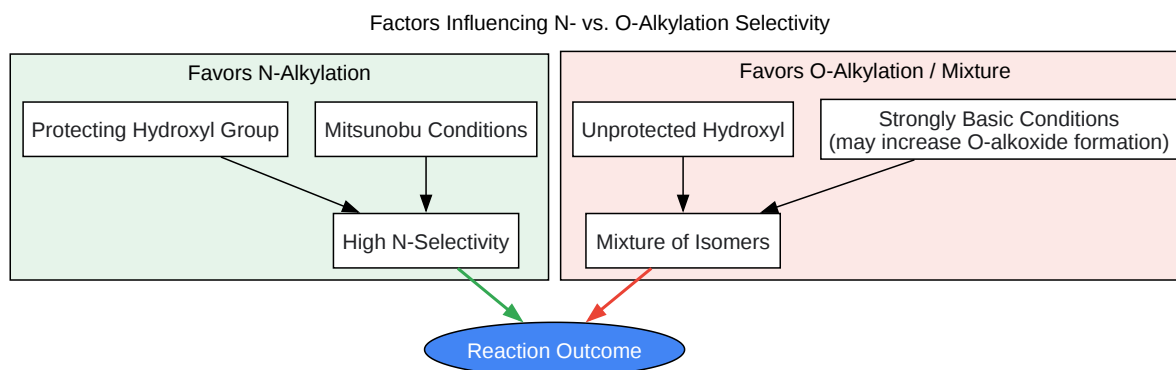 Factors Influencing N- vs. O-Alkylation Selectivity
Favors N-Alkylation
Protecting Hydroxyl Group
Mitsunobu Conditions
High N-Selectivity
Favors O-Alkylation / Mixture
Unprotected Hydroxyl
Strongly Basic Conditions
(may increase O-alkoxide formation)
Mixture of Isomers
Reaction Outcome